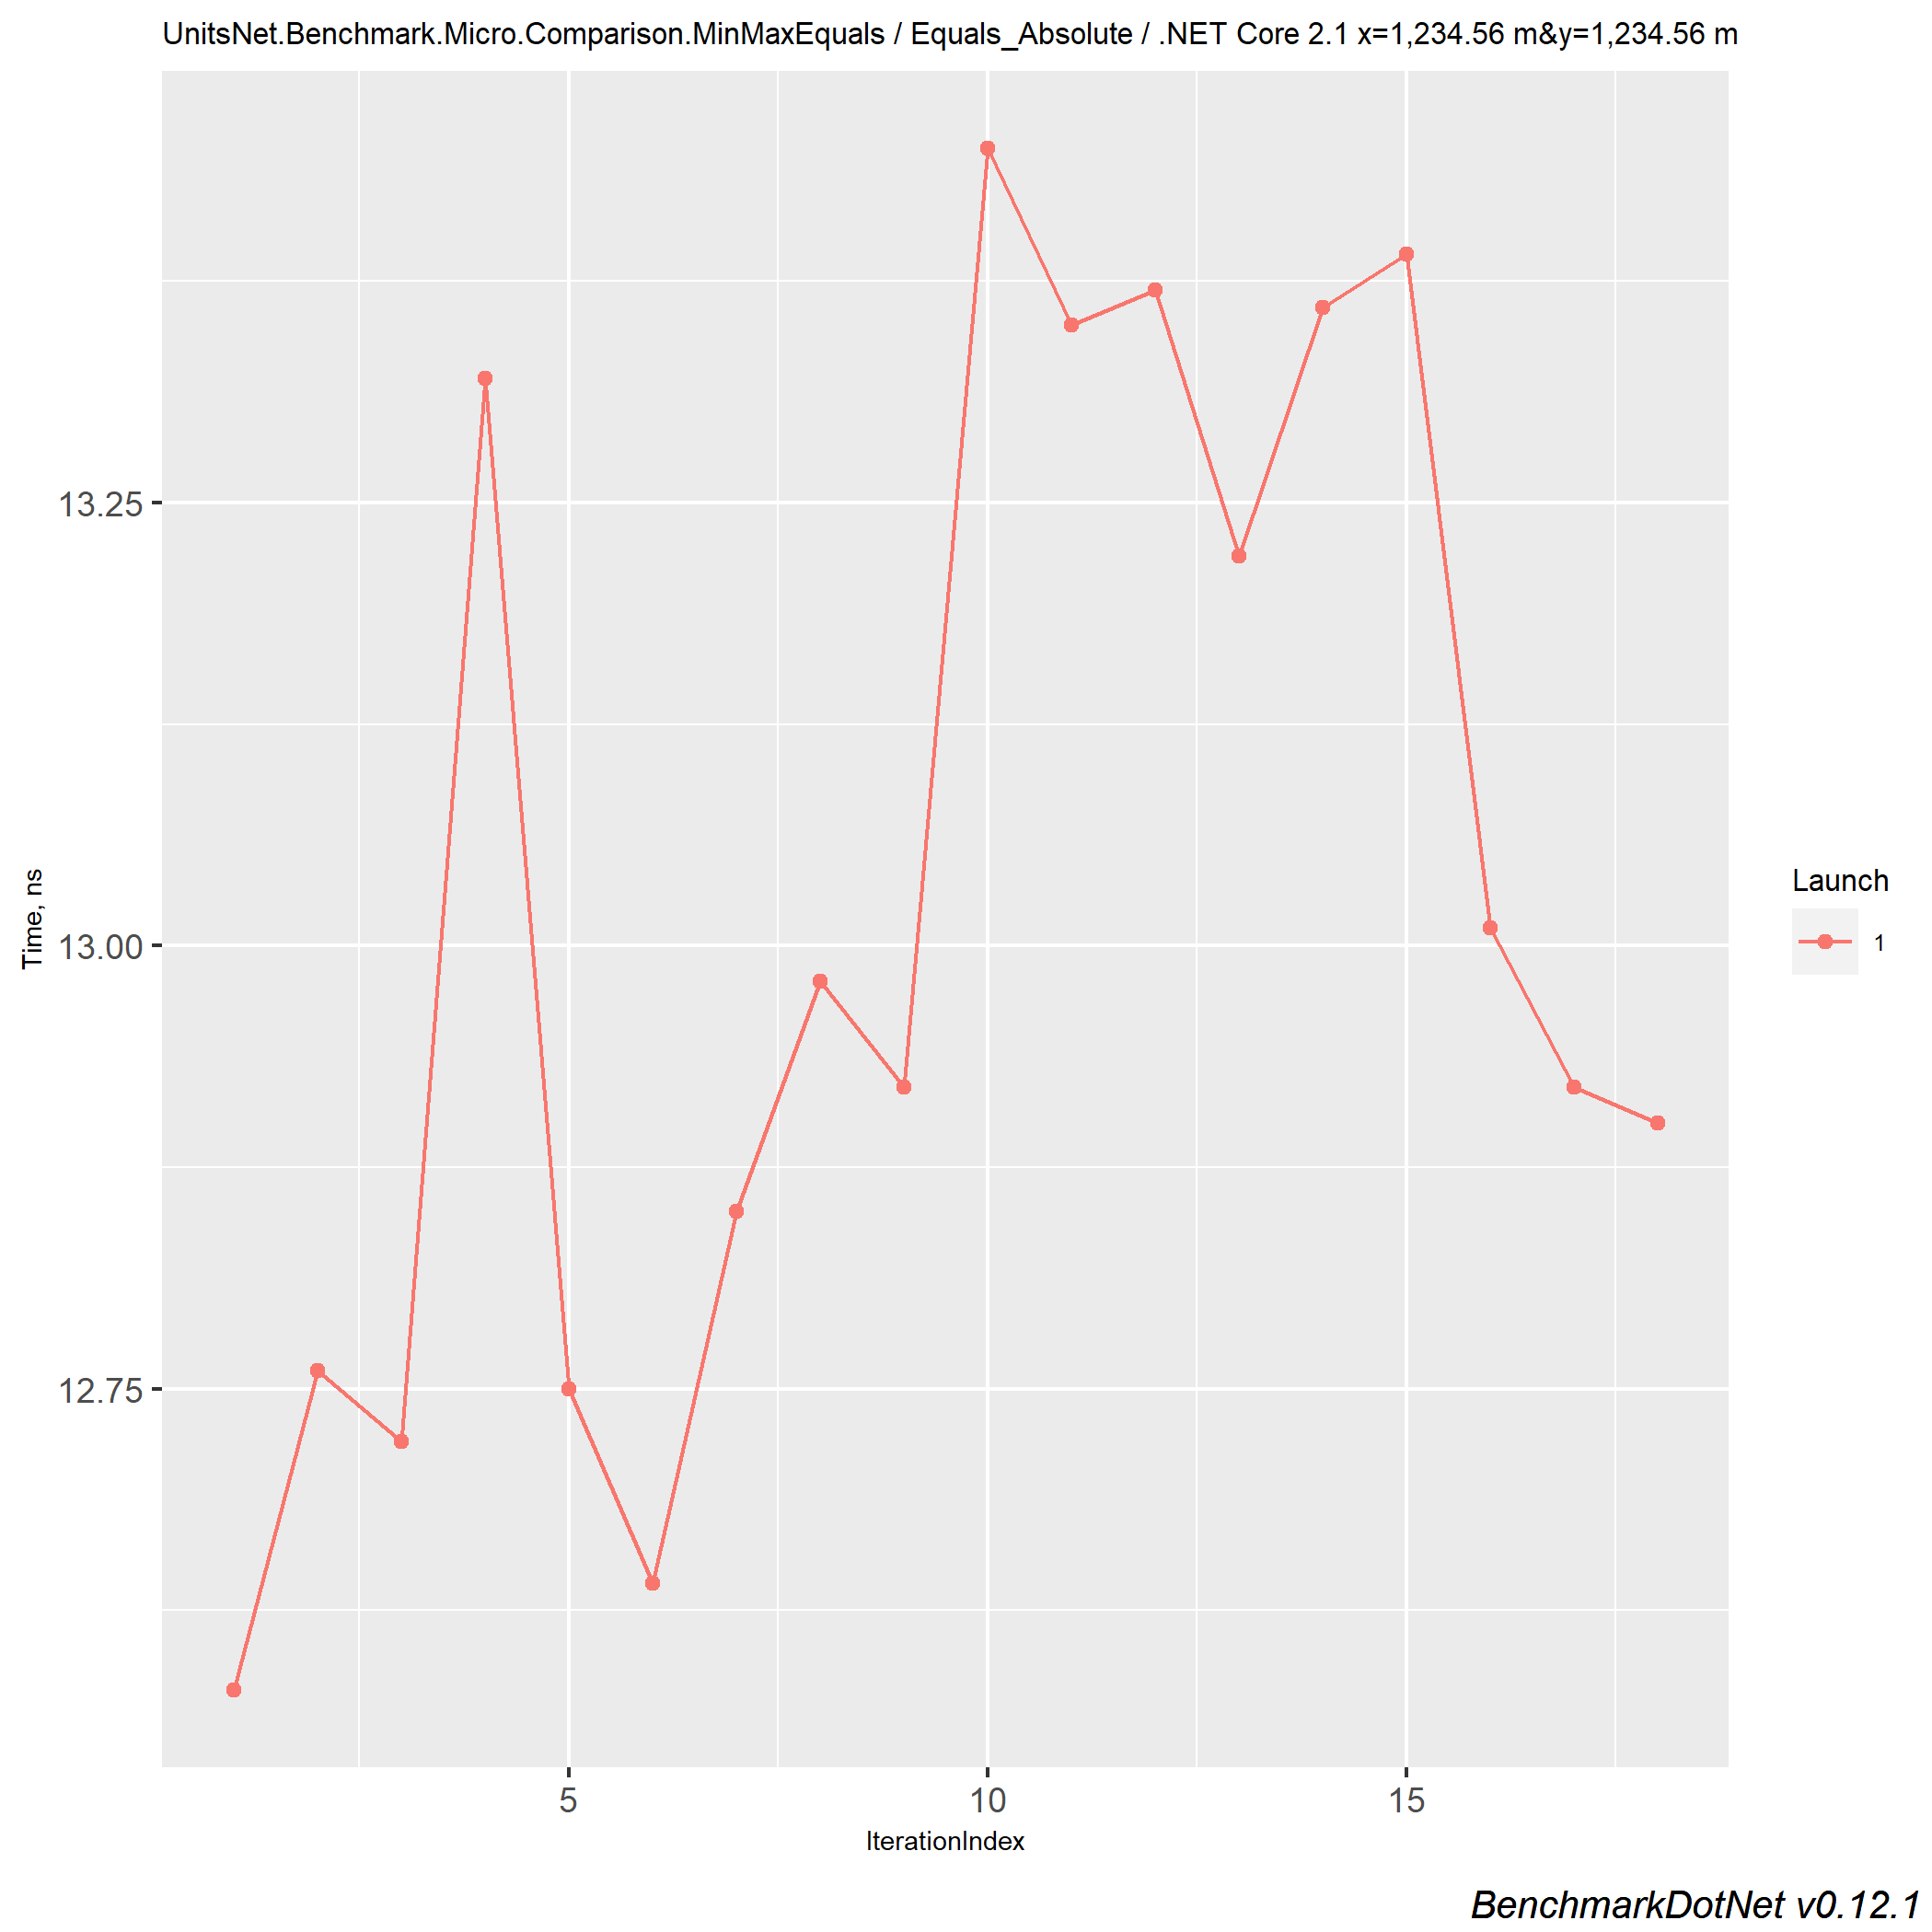 UnitsNet.Benchmark.Micro.Comparison.MinMaxEquals / Equals_Absolute / .NET Core 2.1 x=1,234.56 m&y=1,234.56 m
13.25
13.00
12.75
Time, ns
5 10 15
IterationIndex
Launch
1
BenchmarkDotNet v0.12.1